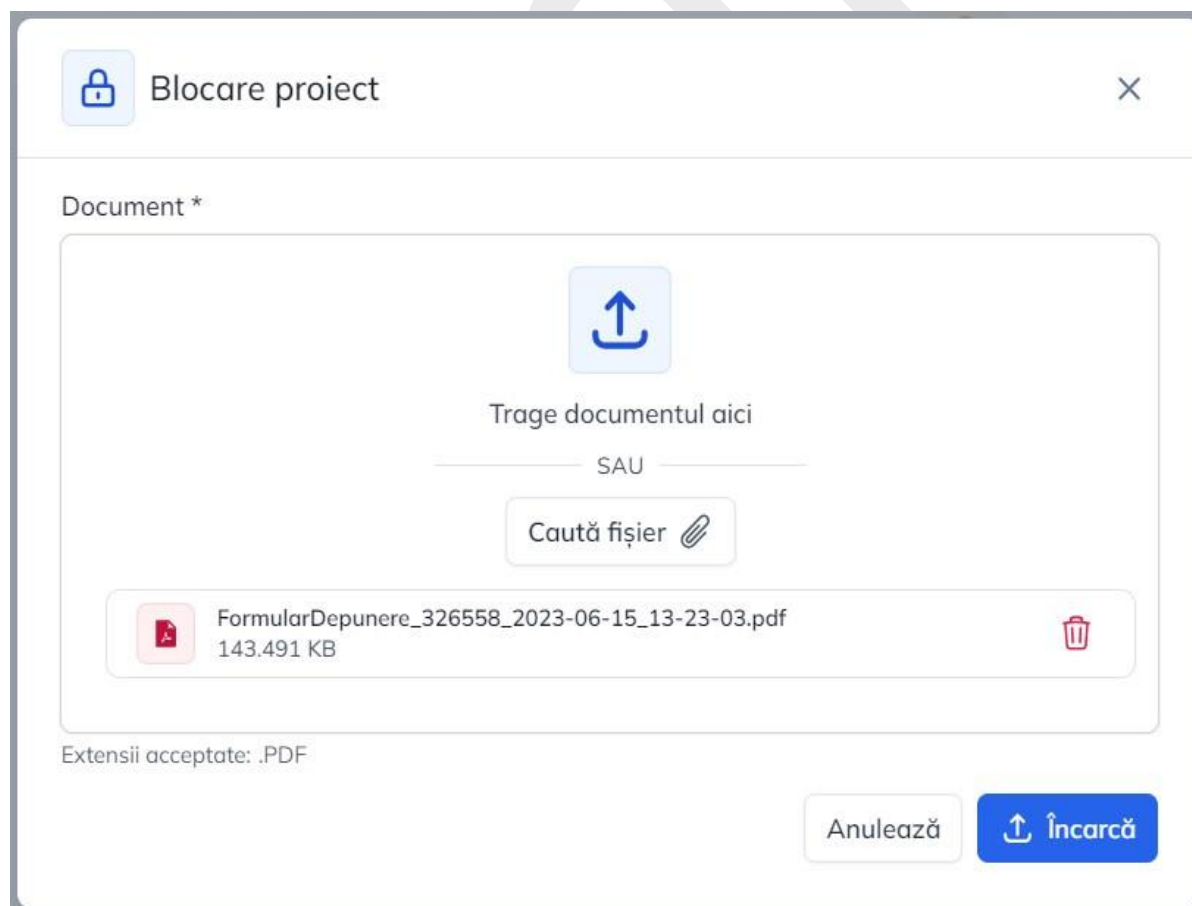 Blocare proiect
Document *
Trage documentul aici
SAU
Caută fișier
FormularDepunere_326558_2023-06-15_13-23-03.pdf
143.491 KB
Extensii acceptate: .PDF
Anulează
Încarcă